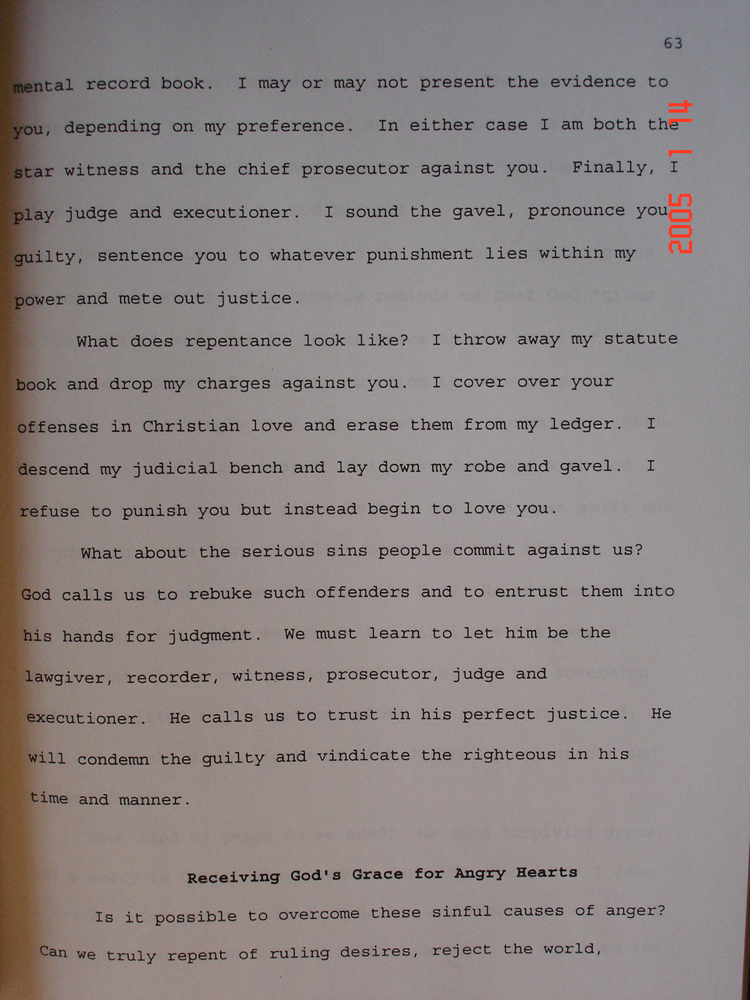 63
mental record book.  I may or may not present the evidence to
you, depending on my preference.  In either case I am both the
star witness and the chief prosecutor against you.  Finally, I
play judge and executioner.  I sound the gavel, pronounce you
guilty, sentence you to whatever punishment lies within my
power and mete out justice.
What does repentance look like?  I throw away my statute
book and drop my charges against you.  I cover over your
offenses in Christian love and erase them from my ledger.  I
descend my judicial bench and lay down my robe and gavel.  I
refuse to punish you but instead begin to love you.
What about the serious sins people commit against us?
God calls us to rebuke such offenders and to entrust them into
his hands for judgment.  We must learn to let him be the
lawgiver, recorder, witness, prosecutor, judge and
executioner.  He calls us to trust in his perfect justice.  He
will condemn the guilty and vindicate the righteous in his
time and manner.
Receiving God's Grace for Angry Hearts
Is it possible to overcome these sinful causes of anger?
Can we truly repent of ruling desires, reject the world,
2005 1 14